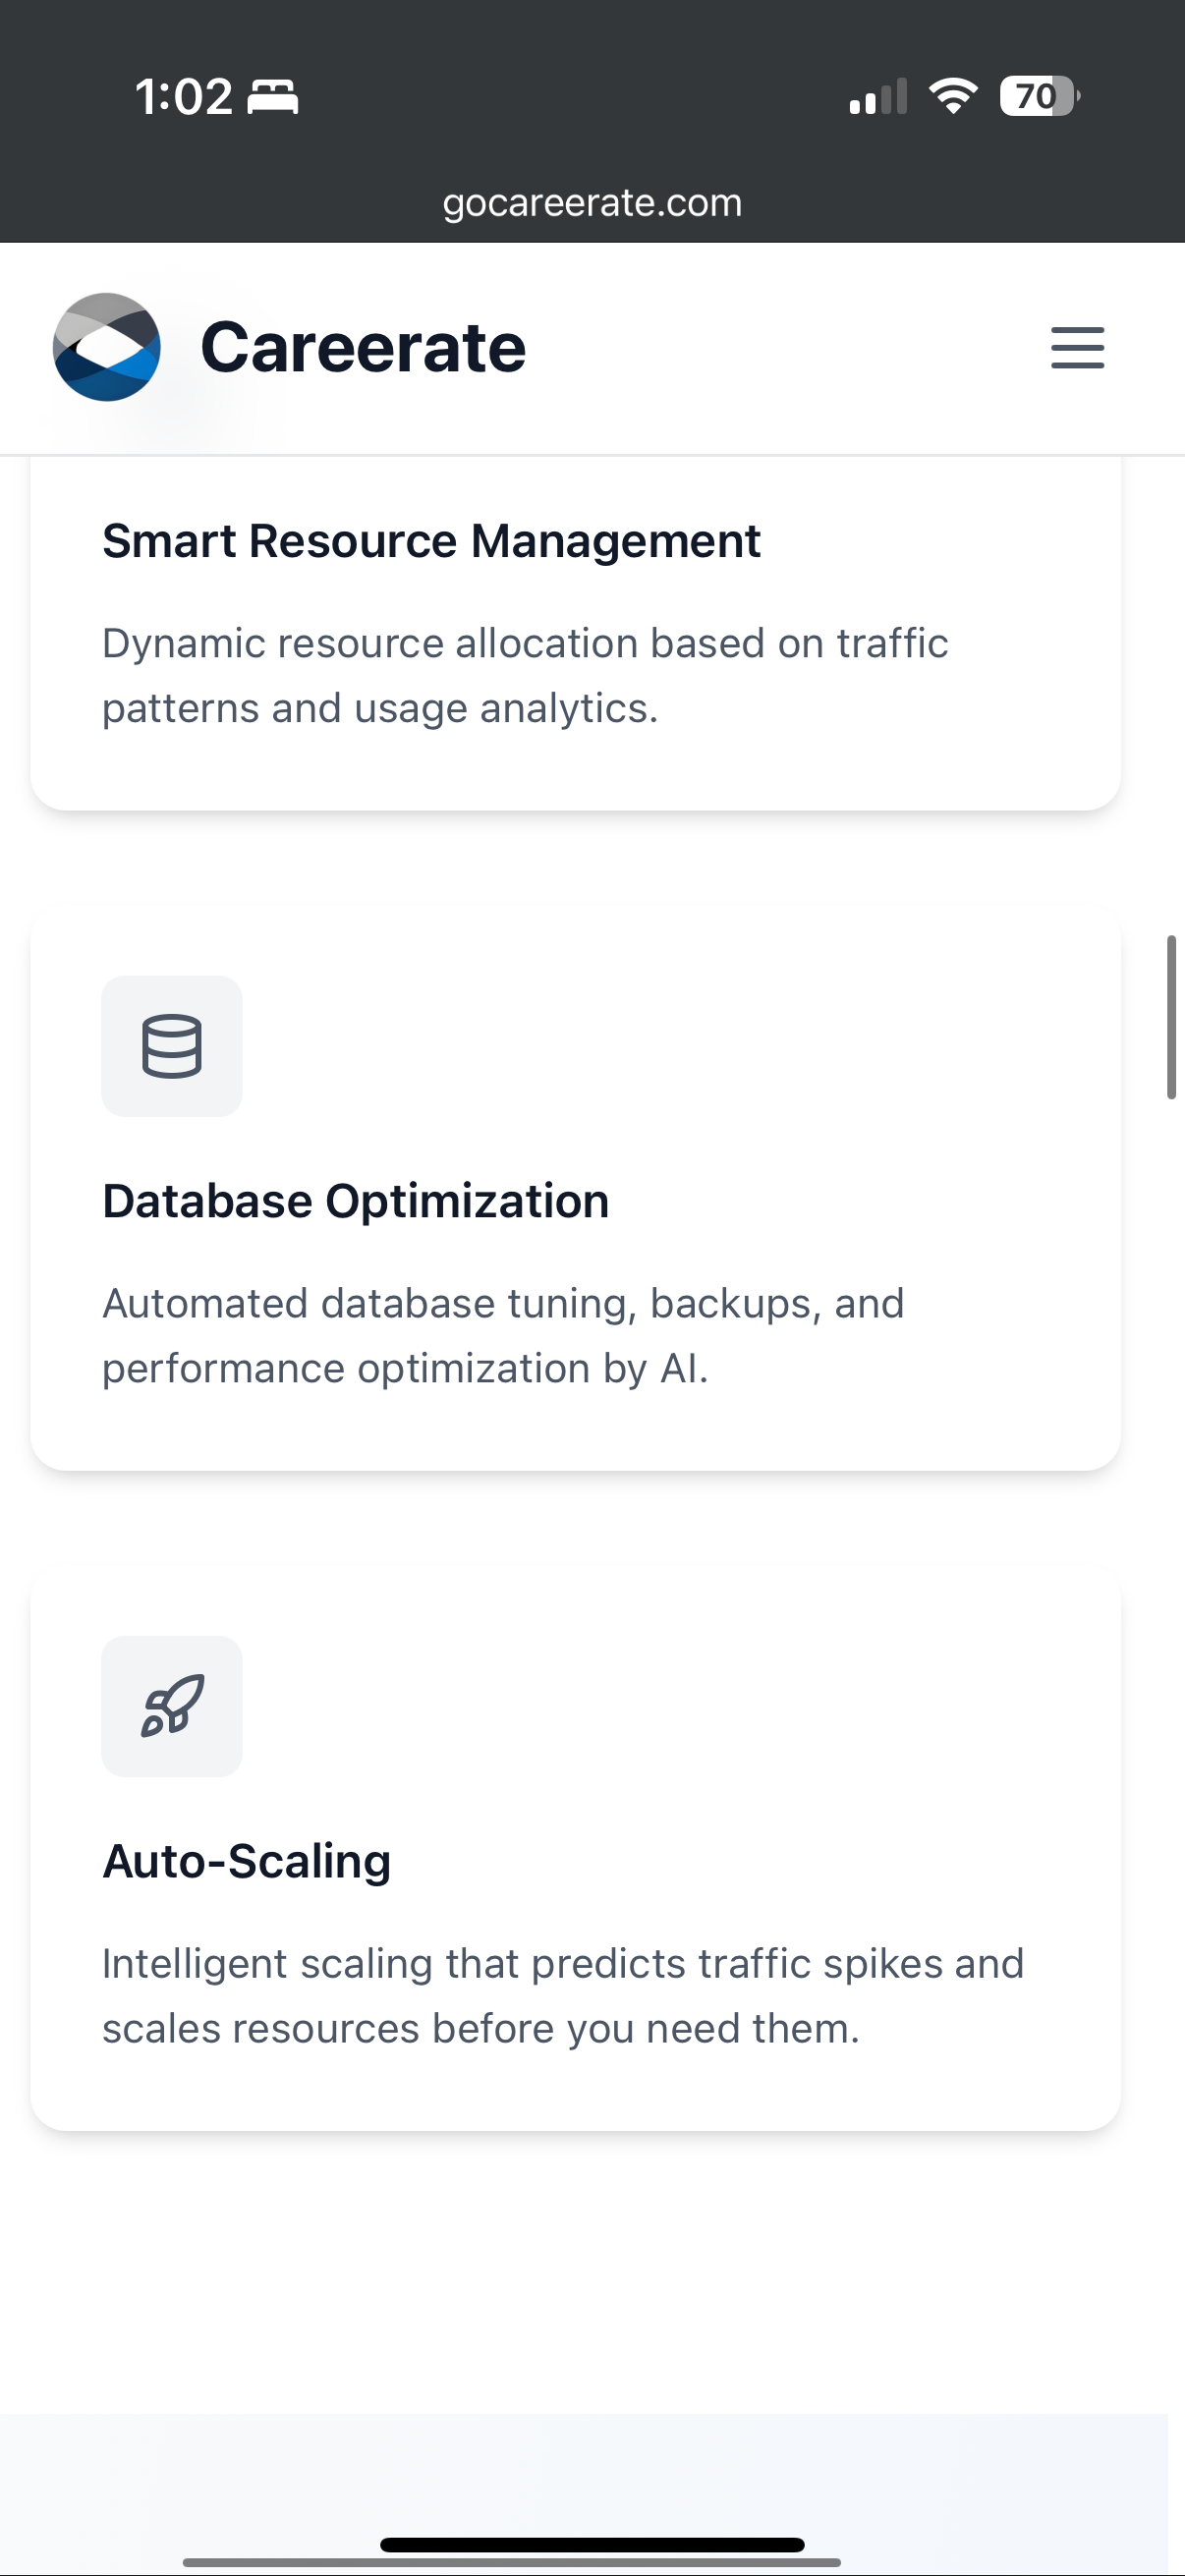 1:02
70
gocareerate.com
Careerate
Smart Resource Management
Dynamic resource allocation based on traffic
patterns and usage analytics.
Database Optimization
Automated database tuning, backups, and
performance optimization by AI.
Auto-Scaling
Intelligent scaling that predicts traffic spikes and
scales resources before you need them.